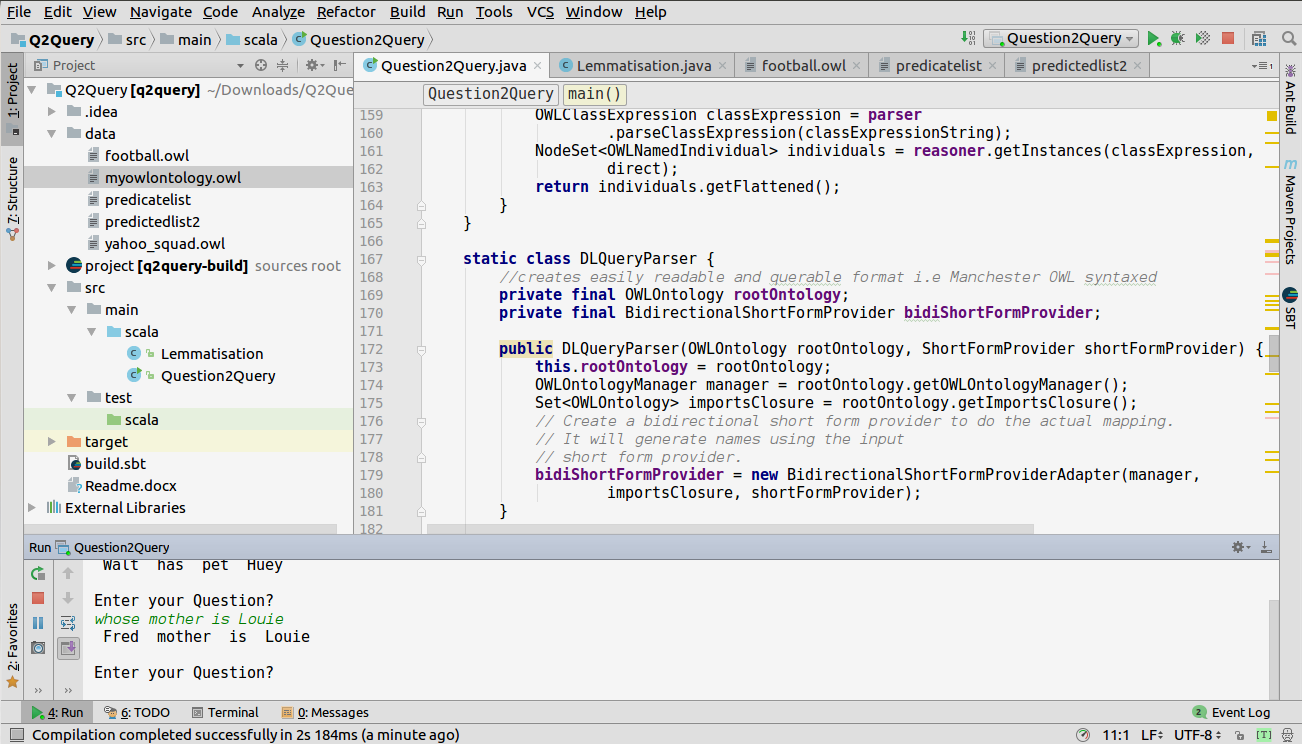 File Edit View Navigate Code Analyze Refactor Build Run Tools VCS Window Help
Q2Query src main scala Question2Query
Question2Query
Project
Question2Query.java Lemmatisation.java football.owl predicatelist predictedlist2
1: Project
7: Structure
2: Favorites
Q2Query [q2query] ~/Downloads/Q2Que
.idea
data
football.owl
myowlontology.owl
predicatelist
predictedlist2
yahoo_squad.owl
project [q2query-build] sources root
src
main
scala
Lemmatisation
Question2Query
test
scala
target
build.sbt
Readme.docx
External Libraries
Question2Query main()
159 OWLClassExpression classExpression = parser
160 .parseClassExpression(classExpressionString);
161 NodeSet<OWLNamedIndividual> individuals = reasoner.getInstances(classExpression,
162 direct);
163 return individuals.getFlattened();
164 }
165 }
166
167 static class DLQueryParser {
168 //creates easily readable and querable format i.e Manchester OWL syntaxed
169 private final OWLOntology rootOntology;
170 private final BidirectionalShortFormProvider bidiShortFormProvider;
171
172 public DLQueryParser(OWLOntology rootOntology, ShortFormProvider shortFormProvider) {
173 this.rootOntology = rootOntology;
174 OWLOntologyManager manager = rootOntology.getOWLOntologyManager();
175 Set<OWLOntology> importsClosure = rootOntology.getImportsClosure();
176 // Create a bidirectional short form provider to do the actual mapping.
177 // It will generate names using the input
178 // short form provider.
179 bidiShortFormProvider = new BidirectionalShortFormProviderAdapter(manager,
180 importsClosure, shortFormProvider);
181 }
182
Ant Build
Maven Projects
SBT
Run Question2Query
Walt has pet Huey
Enter your Question?
whose mother is Louie
Fred mother is Louie
Enter your Question?
4: Run 6: TODO Terminal 0: Messages 2 Event Log
Compilation completed successfully in 2s 184ms (a minute ago) 11:1 LF UTF-8 [T]